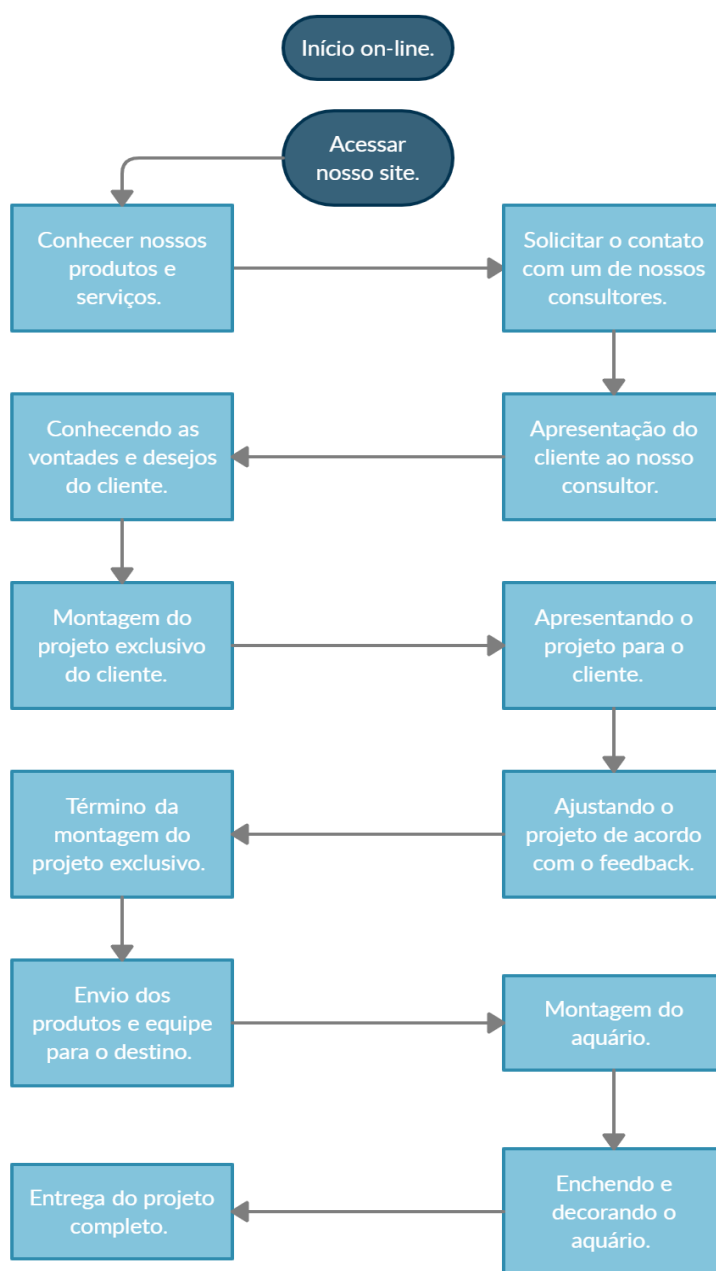 Início on-line.
Acessar
nosso site.
Conhecer nossos
produtos e
serviços.
Solicitar o contato
com um de nossos
consultores.
Apresentação do
cliente ao nosso
consultor.
Conhecendo as
vontades e desejos
do cliente.
Montagem do
projeto exclusivo
do cliente.
Apresentando o
projeto para o
cliente.
Ajustando o
projeto de acordo
com o feedback.
Término da
montagem do
projeto exclusivo.
Envio dos
produtos e equipe
para o destino.
Montagem do
aquário.
Enchendo e
decorando o
aquário.
Entrega do projeto
completo.